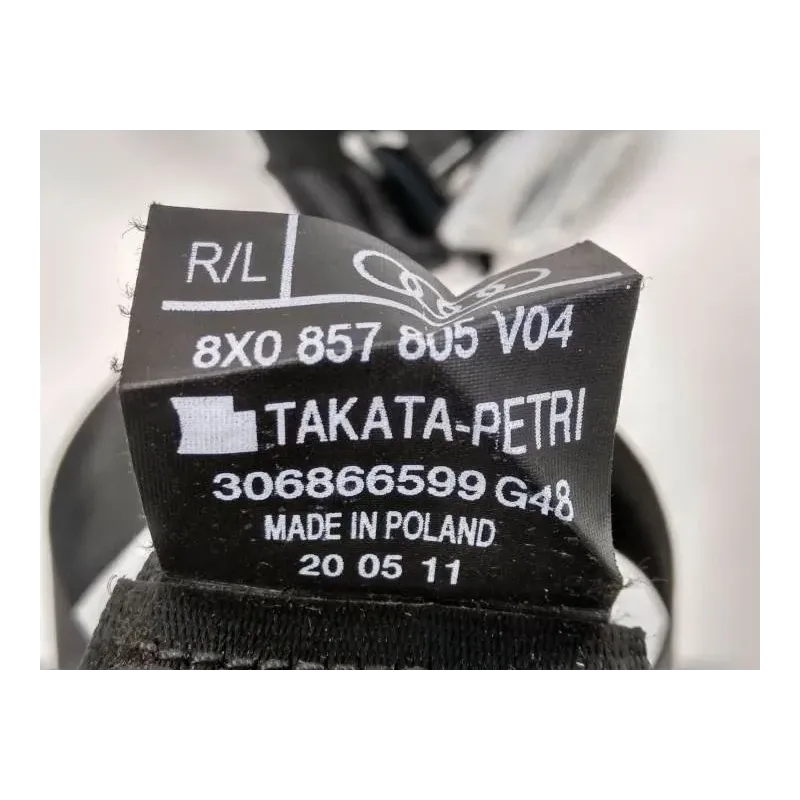 R/L
8X0 857 805 V04
TAKATA-PETRI
306866599 G48
MADE IN POLAND
20 05 11